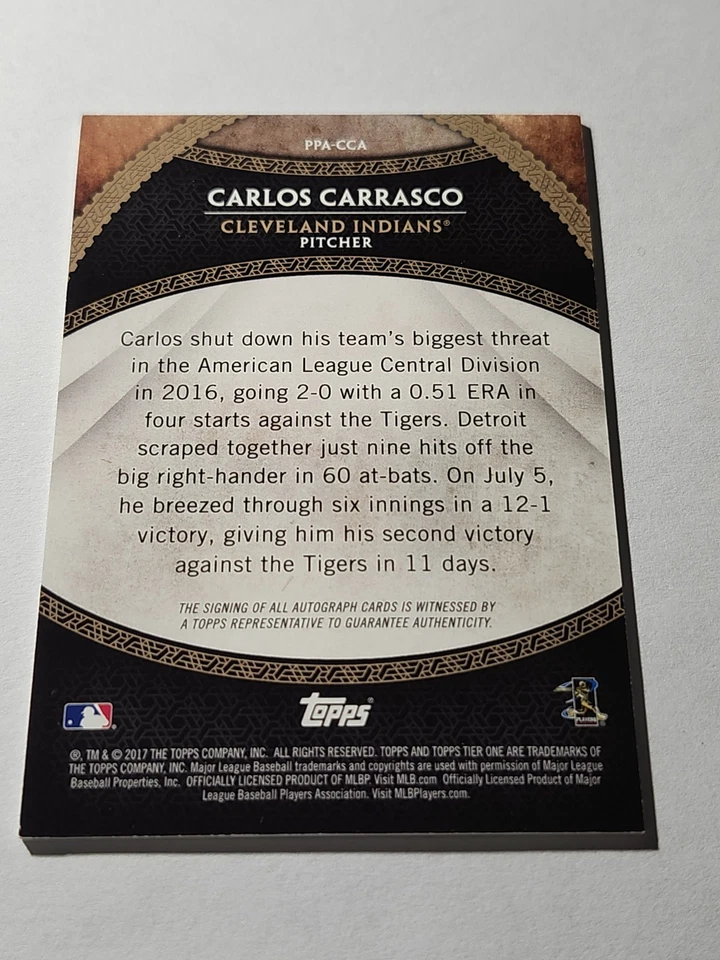 PPA-CCA
CARLOS CARRASCO
CLEVELAND INDIANS®
PITCHER
Carlos shut down his team's biggest threat
in the American League Central Division
in 2016, going 2-0 with a 0.51 ERA in
four starts against the Tigers. Detroit
scraped together just nine hits off the
big right-hander in 60 at-bats. On July 5,
he breezed through six innings in a 12-1
victory, giving him his second victory
against the Tigers in 11 days.
THE SIGNING OF ALL AUTOGRAPH CARDS IS WITNESSED BY
A TOPPS REPRESENTATIVE TO GUARANTEE AUTHENTICITY.
Topps®
PLAYERS
®, TM & © 2017 THE TOPPS COMPANY, INC. ALL RIGHTS RESERVED. TOPPS AND TOPPS TIER ONE ARE TRADEMARKS OF
THE TOPPS COMPANY, INC. Major League Baseball trademarks and copyrights are used with permission of Major League
Baseball Properties, Inc. OFFICIALLY LICENSED PRODUCT OF MLBP. Visit MLB.com Officially Licensed Product of Major
League Baseball Players Association. Visit MLBPlayers.com.